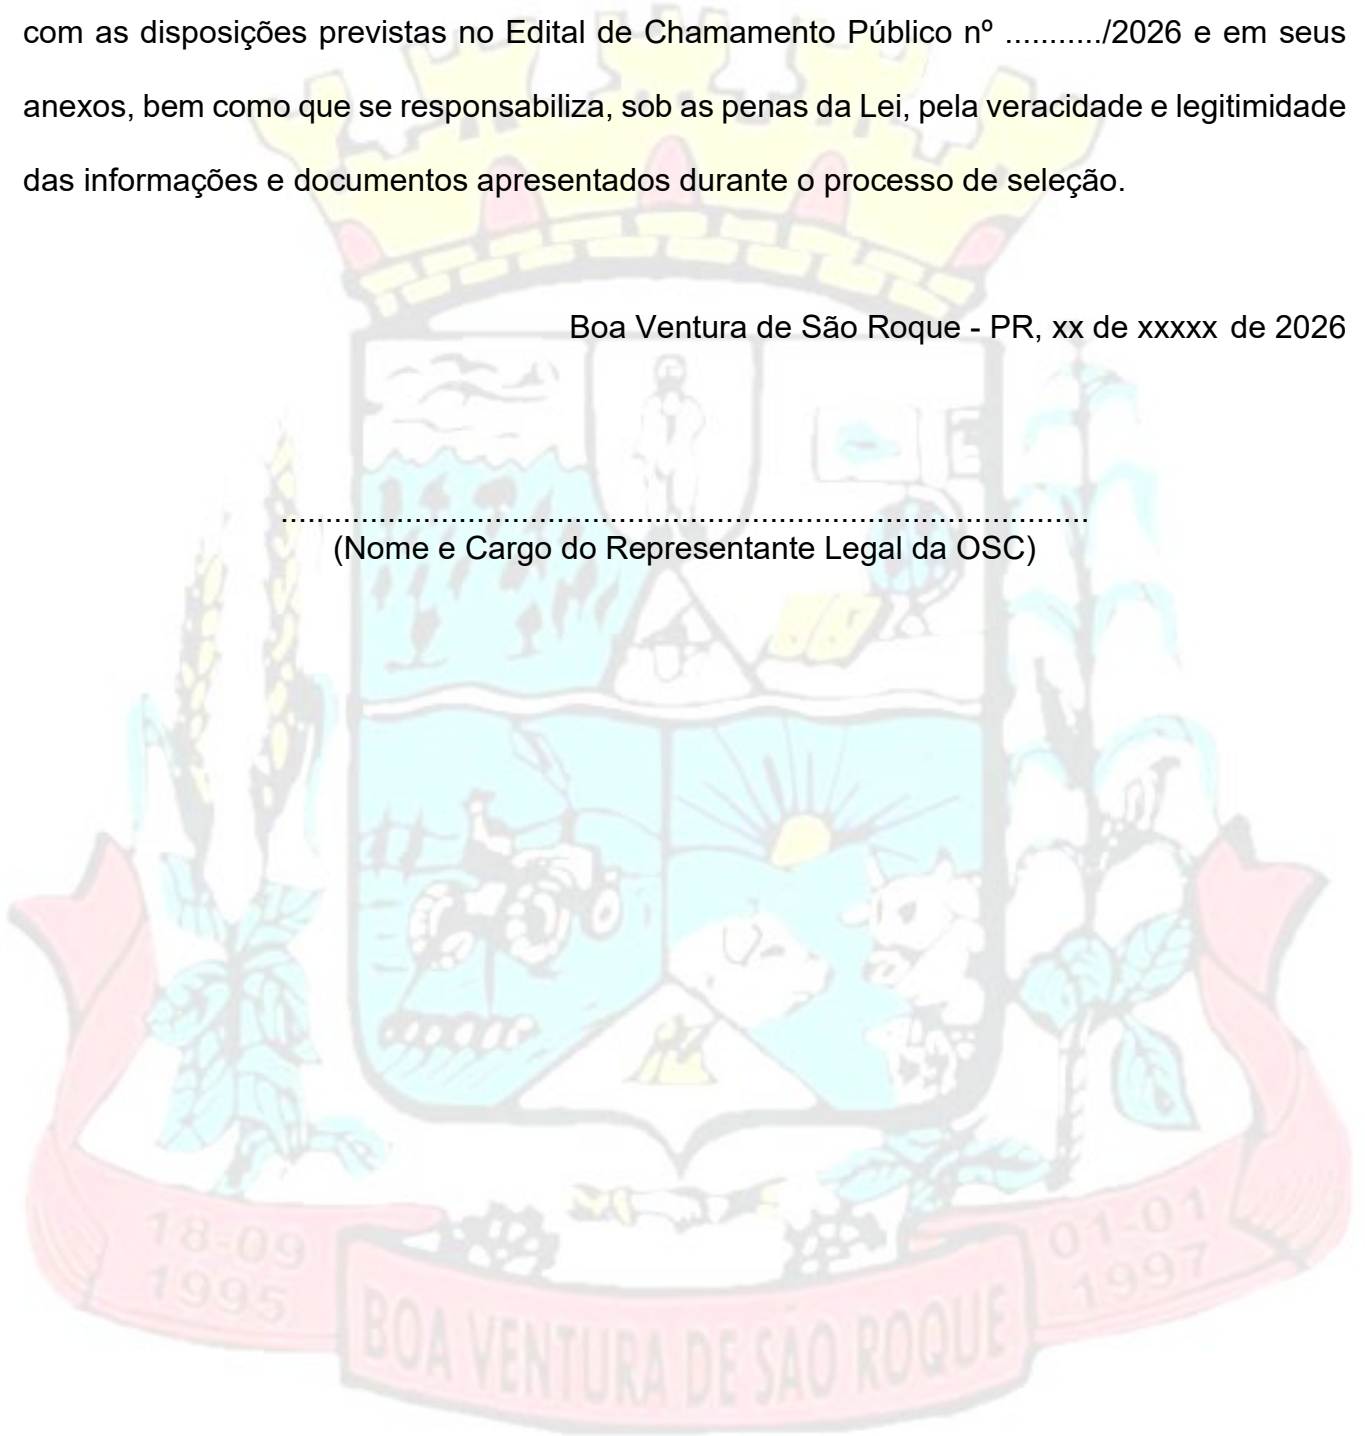 com as disposições previstas no Edital de Chamamento Público nº .........../2026 e em seus
anexos, bem como que se responsabiliza, sob as penas da Lei, pela veracidade e legitimidade
das informações e documentos apresentados durante o processo de seleção.
Boa Ventura de São Roque - PR, xx de xxxxx de 2026
...........................................................................................
(Nome e Cargo do Representante Legal da OSC)
18-09
1995
01-01
1997
BOA VENTURA DE SÃO ROQUE